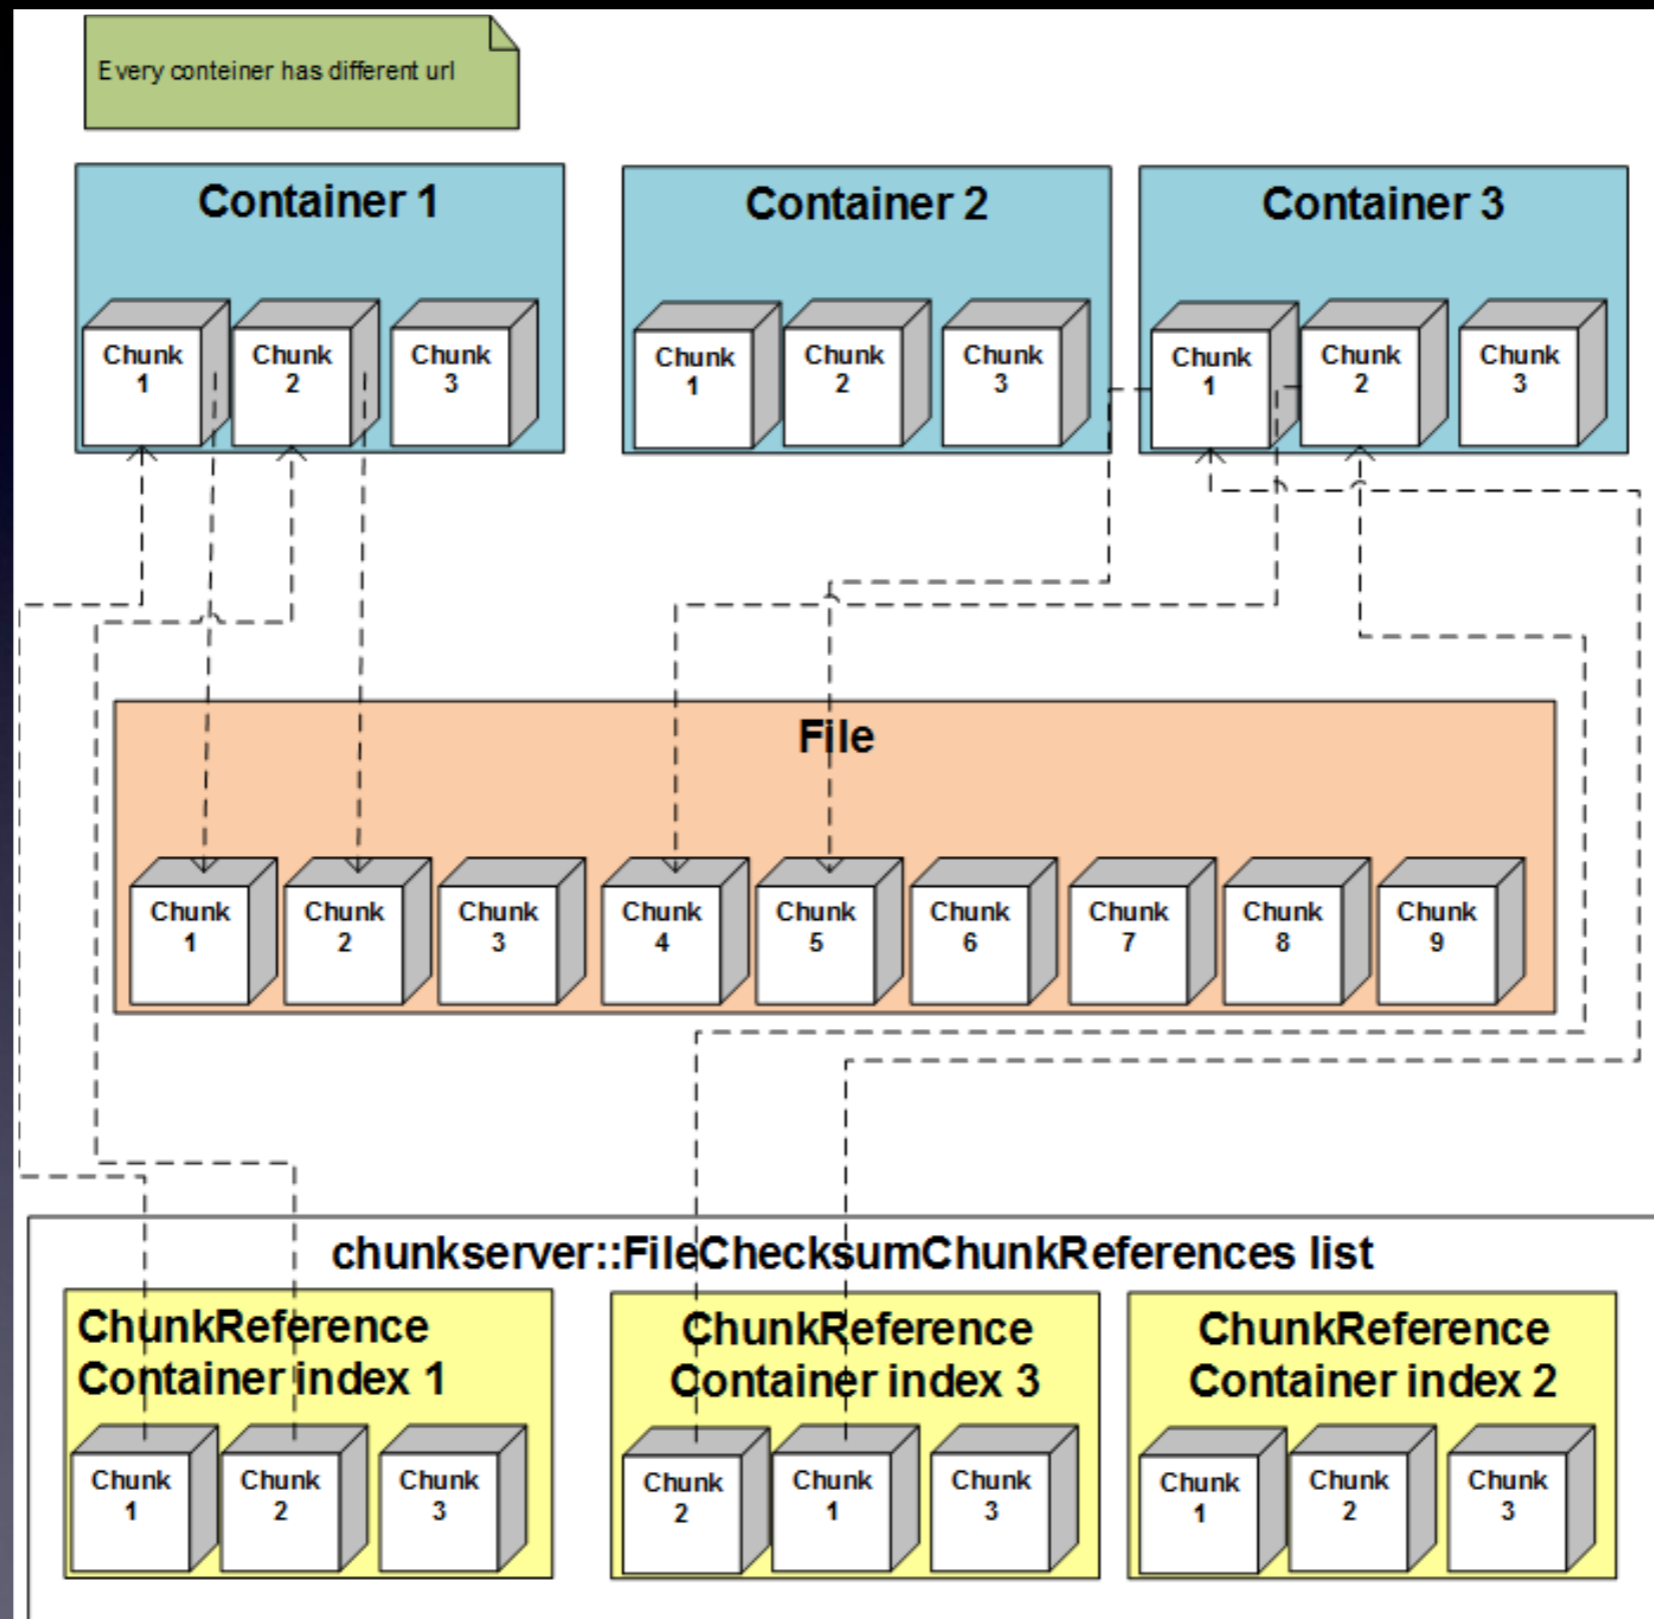 Every conteiner has different url
Container 1
Container 2
Container 3
Chunk
1
Chunk
2
Chunk
3
Chunk
1
Chunk
2
Chunk
3
Chunk
1
Chunk
2
Chunk
3
File
Chunk
1
Chunk
2
Chunk
3
Chunk
4
Chunk
5
Chunk
6
Chunk
7
Chunk
8
Chunk
9
chunkserver::FileChecksumChunkReferences list
ChunkReference
Container index 1
ChunkReference
Container index 3
ChunkReference
Container index 2
Chunk
1
Chunk
2
Chunk
3
Chunk
2
Chunk
1
Chunk
3
Chunk
1
Chunk
2
Chunk
3